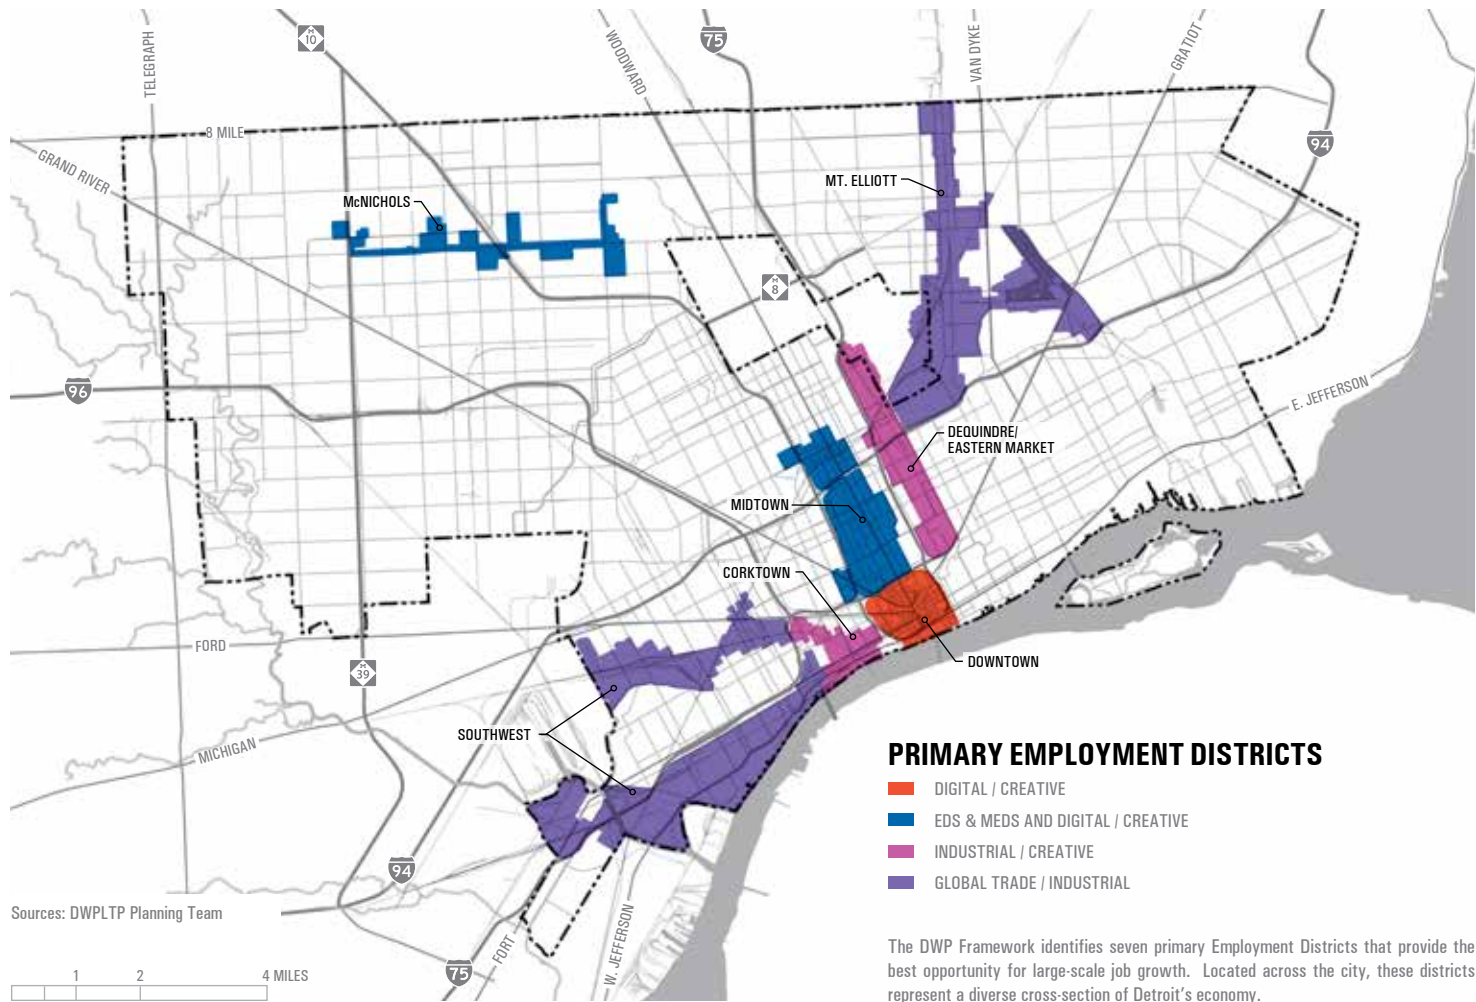 TELEGRAPH
M
10
WOODWARD
75
VAN DYKE
GRATIOT
8 MILE
94
GRAND RIVER
McNICHOLS
MT. ELLIOTT
M
8
96
E. JEFFERSON
DEQUINDRE/
EASTERN MARKET
MIDTOWN
CORKTOWN
FORD
DOWNTOWN
M
39
SOUTHWEST
MICHIGAN
94
FORT
W. JEFFERSON
75
PRIMARY EMPLOYMENT DISTRICTS
DIGITAL / CREATIVE
EDS & MEDS AND DIGITAL / CREATIVE
INDUSTRIAL / CREATIVE
GLOBAL TRADE / INDUSTRIAL
Sources: DWPLTP Planning Team
1 2 4 MILES
The DWP Framework identifies seven primary Employment Districts that provide the
best opportunity for large-scale job growth. Located across the city, these districts
represent a diverse cross-section of Detroit's economy.